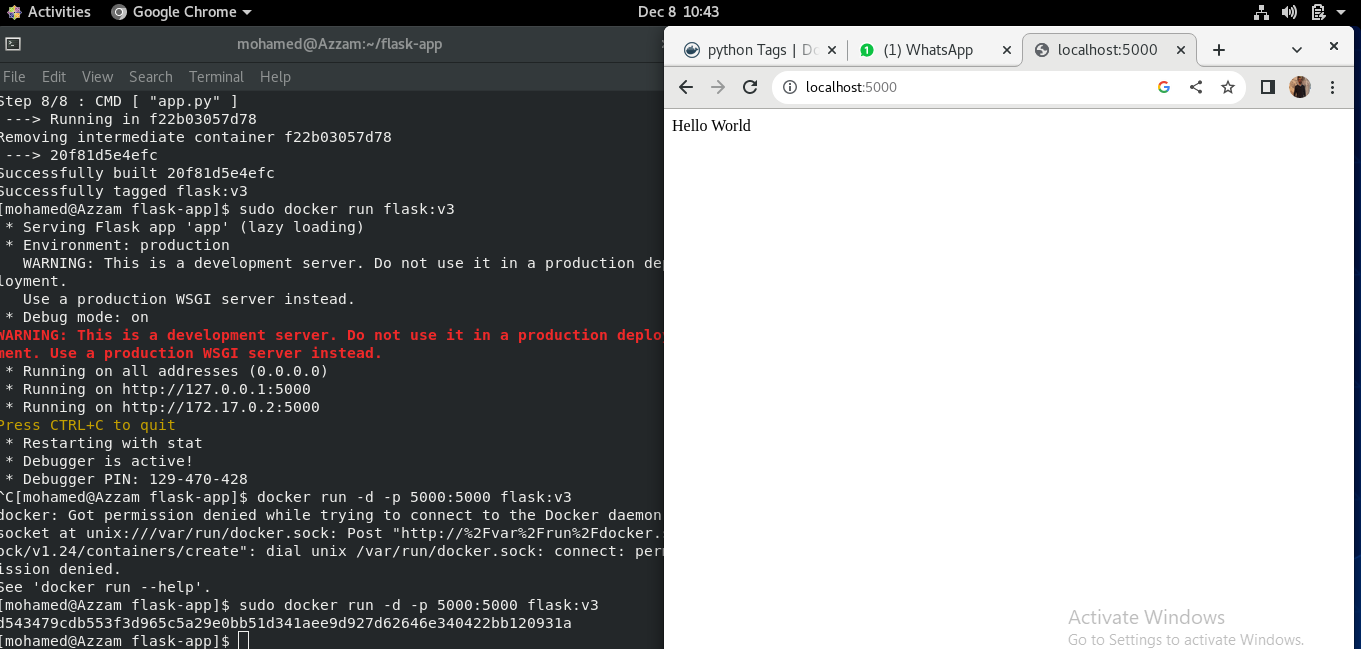 Activities Google Chrome Dec 8 10:43
mohamed@Azzam:~/flask-app
File Edit View Search Terminal Help
Step 8/8 : CMD [ "app.py" ]
---> Running in f22b03057d78
Removing intermediate container f22b03057d78
---> 20f81d5e4efc
Successfully built 20f81d5e4efc
Successfully tagged flask:v3
[mohamed@Azzam flask-app]$ sudo docker run flask:v3
* Serving Flask app 'app' (lazy loading)
* Environment: production
WARNING: This is a development server. Do not use it in a production dep
loyment.
Use a production WSGI server instead.
* Debug mode: on
WARNING: This is a development server. Do not use it in a production deploy
ment. Use a production WSGI server instead.
* Running on all addresses (0.0.0.0)
* Running on http://127.0.0.1:5000
* Running on http://172.17.0.2:5000
Press CTRL+C to quit
* Restarting with stat
* Debugger is active!
* Debugger PIN: 129-470-428
^C[mohamed@Azzam flask-app]$ docker run -d -p 5000:5000 flask:v3
docker: Got permission denied while trying to connect to the Docker daemon
socket at unix:///var/run/docker.sock: Post "http://%2Fvar%2Frun%2Fdocker.s
ock/v1.24/containers/create": dial unix /var/run/docker.sock: connect: perm
ission denied.
See 'docker run --help'.
[mohamed@Azzam flask-app]$ sudo docker run -d -p 5000:5000 flask:v3
d543479cdb553f3d965c5a29e0bb51d341aee9d927d62646e340422bb120931a
[mohamed@Azzam flask-app]$
python Tags | Do
1 (1) WhatsApp
localhost:5000
localhost:5000
Hello World
Activate Windows
Go to Settings to activate Windows.